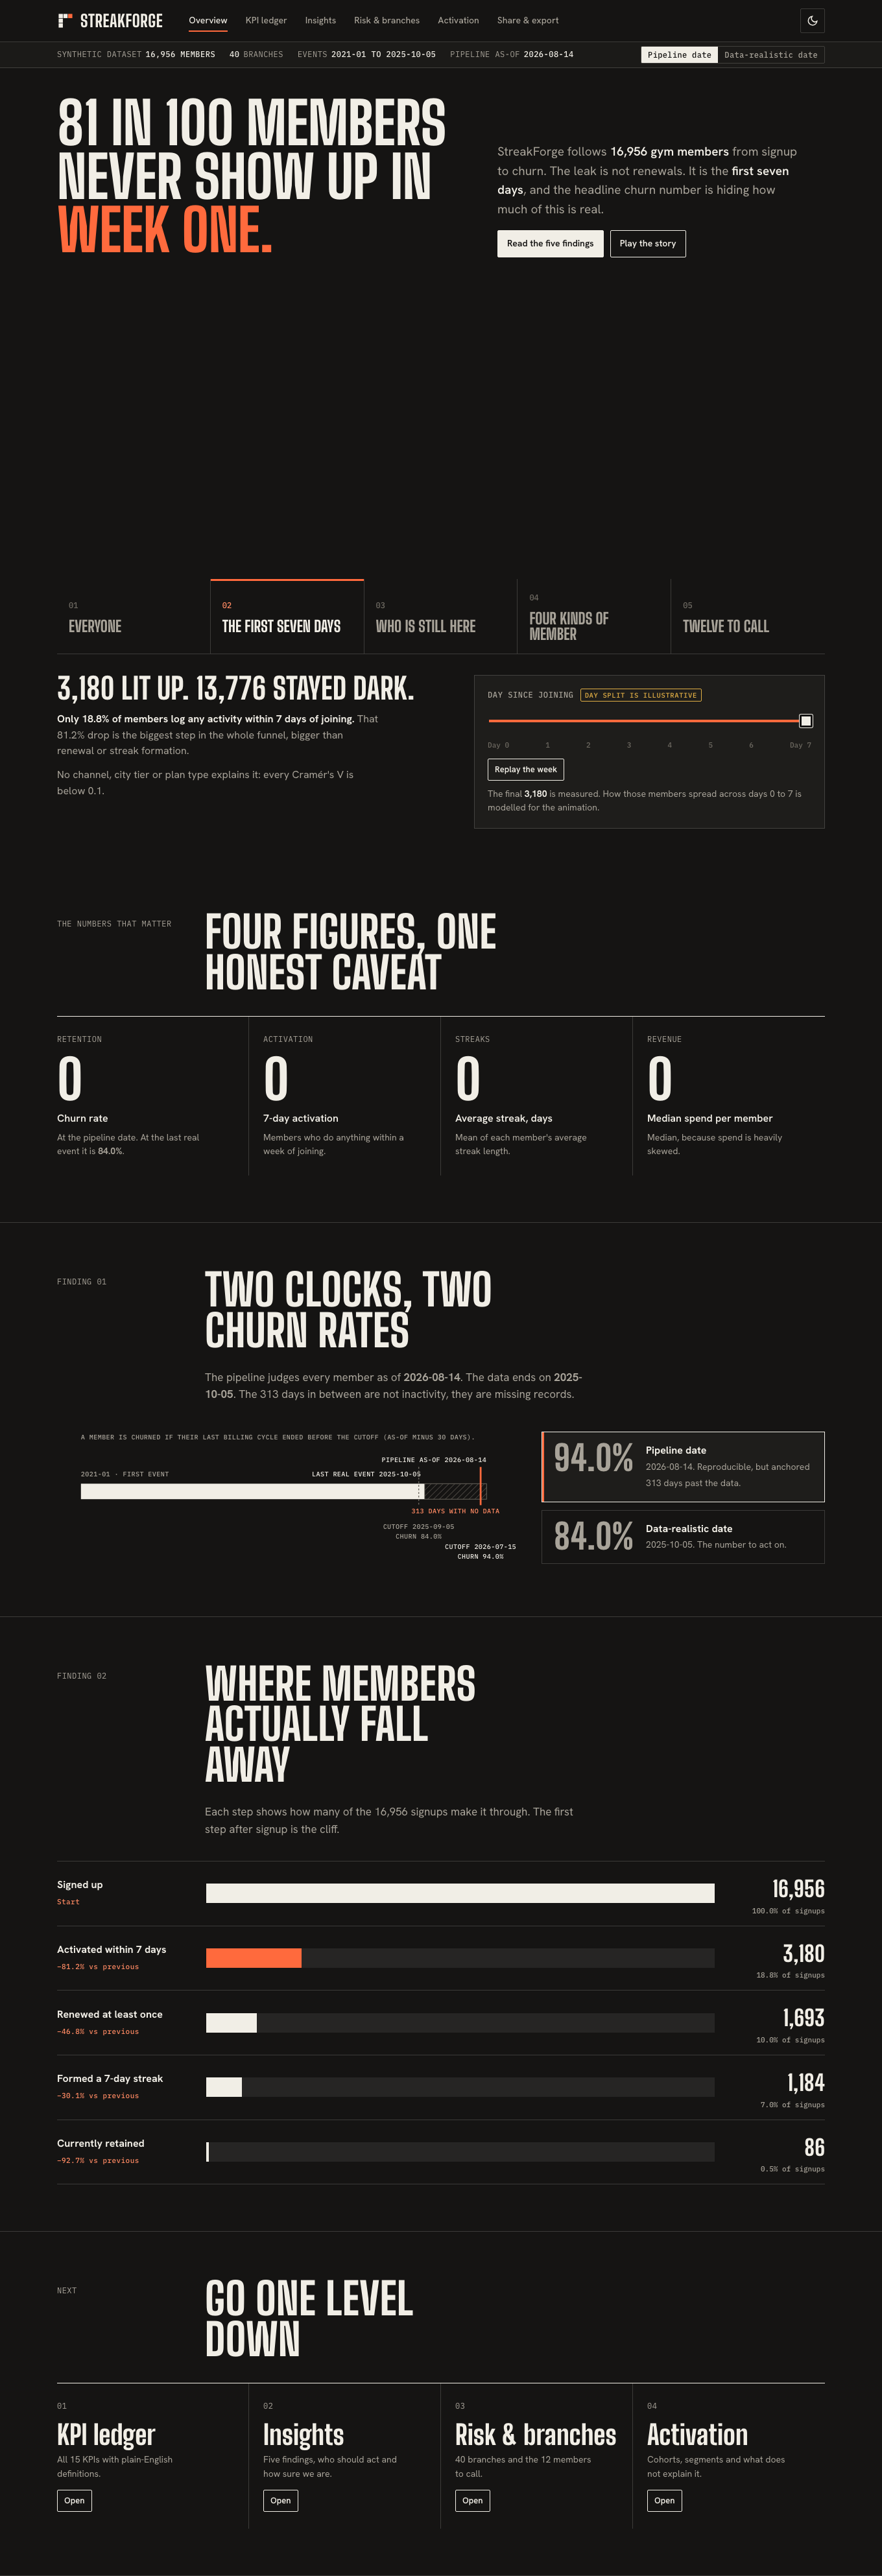 STREAKFORGE
Overview
KPI ledger
Insights
Risk & branches
Activation
Share & export
SYNTHETIC DATASET 16,956 MEMBERS
40 BRANCHES
EVENTS 2021-01 TO 2025-10-05
PIPELINE AS-OF 2026-08-14
Pipeline date
Data-realistic date
81 IN 100 MEMBERS
NEVER SHOW UP IN
WEEK ONE.
StreakForge follows 16,956 gym members from signup
to churn. The leak is not renewals. It is the first seven
days, and the headline churn number is hiding how
much of this is real.
Read the five findings
Play the story
01
EVERYONE
02
THE FIRST SEVEN DAYS
03
WHO IS STILL HERE
04
FOUR KINDS OF
MEMBER
05
TWELVE TO CALL
3,180 LIT UP. 13,776 STAYED DARK.
Only 18.8% of members log any activity within 7 days of joining. That
81.2% drop is the biggest step in the whole funnel, bigger than
renewal or streak formation.
No channel, city tier or plan type explains it: every Cramér's V is
below 0.1.
DAY SINCE JOINING
DAY SPLIT IS ILLUSTRATIVE
Day 0
1
2
3
4
5
6
Day 7
Replay the week
The final 3,180 is measured. How those members spread across days 0 to 7 is
modelled for the animation.
THE NUMBERS THAT MATTER
FOUR FIGURES, ONE
HONEST CAVEAT
RETENTION
0
Churn rate
At the pipeline date. At the last real
event it is 84.0%.
ACTIVATION
0
7-day activation
Members who do anything within a
week of joining.
STREAKS
0
Average streak, days
Mean of each member's average
streak length.
REVENUE
0
Median spend per member
Median, because spend is heavily
skewed.
FINDING 01
TWO CLOCKS, TWO
CHURN RATES
The pipeline judges every member as of 2026-08-14. The data ends on 2025-
10-05. The 313 days in between are not inactivity, they are missing records.
A MEMBER IS CHURNED IF THEIR LAST BILLING CYCLE ENDED BEFORE THE CUTOFF (AS-OF MINUS 30 DAYS).
PIPELINE AS-OF 2026-08-14
2021-01 · FIRST EVENT
LAST REAL EVENT 2025-10-05
313 DAYS WITH NO DATA
CUTOFF 2025-09-05
CHURN 84.0%
CUTOFF 2026-07-15
CHURN 94.0%
94.0%
Pipeline date
2026-08-14. Reproducible, but anchored
313 days past the data.
84.0%
Data-realistic date
2025-10-05. The number to act on.
FINDING 02
WHERE MEMBERS
ACTUALLY FALL
AWAY
Each step shows how many of the 16,956 signups make it through. The first
step after signup is the cliff.
Signed up
Start
16,956
100.0% of signups
Activated within 7 days
−81.2% vs previous
3,180
18.8% of signups
Renewed at least once
−46.8% vs previous
1,693
10.0% of signups
Formed a 7-day streak
−30.1% vs previous
1,184
7.0% of signups
Currently retained
−92.7% vs previous
86
0.5% of signups
NEXT
GO ONE LEVEL
DOWN
01
KPI ledger
All 15 KPIs with plain-English
definitions.
Open
02
Insights
Five findings, who should act and
how sure we are.
Open
03
Risk & branches
40 branches and the 12 members
to call.
Open
04
Activation
Cohorts, segments and what does
not explain it.
Open